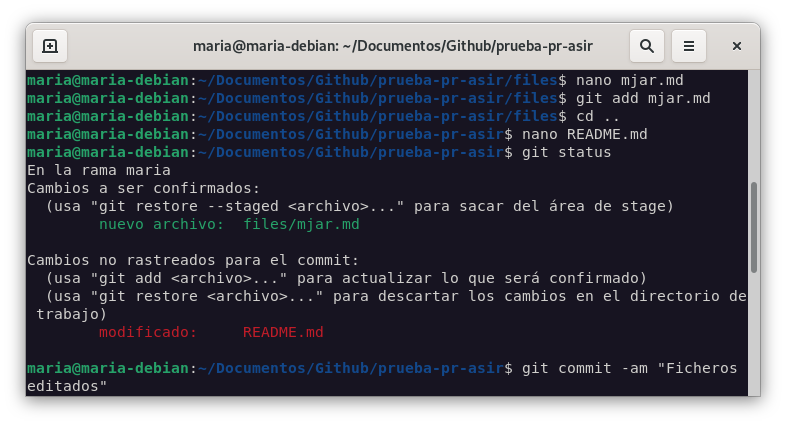 maria@maria-debian: ~/Documentos/Github/prueba-pr-asir
maria@maria-debian:~/Documentos/Github/prueba-pr-asir/files$ nano mjar.md
maria@maria-debian:~/Documentos/Github/prueba-pr-asir/files$ git add mjar.md
maria@maria-debian:~/Documentos/Github/prueba-pr-asir/files$ cd ..
maria@maria-debian:~/Documentos/Github/prueba-pr-asir$ nano README.md
maria@maria-debian:~/Documentos/Github/prueba-pr-asir$ git status
En la rama maria
Cambios a ser confirmados:
  (usa "git restore --staged <archivo>..." para sacar del área de stage)
        nuevo archivo:  files/mjar.md

Cambios no rastreados para el commit:
  (usa "git add <archivo>..." para actualizar lo que será confirmado)
  (usa "git restore <archivo>..." para descartar los cambios en el directorio de
 trabajo)
        modificado:     README.md

maria@maria-debian:~/Documentos/Github/prueba-pr-asir$ git commit -am "Ficheros
editados"